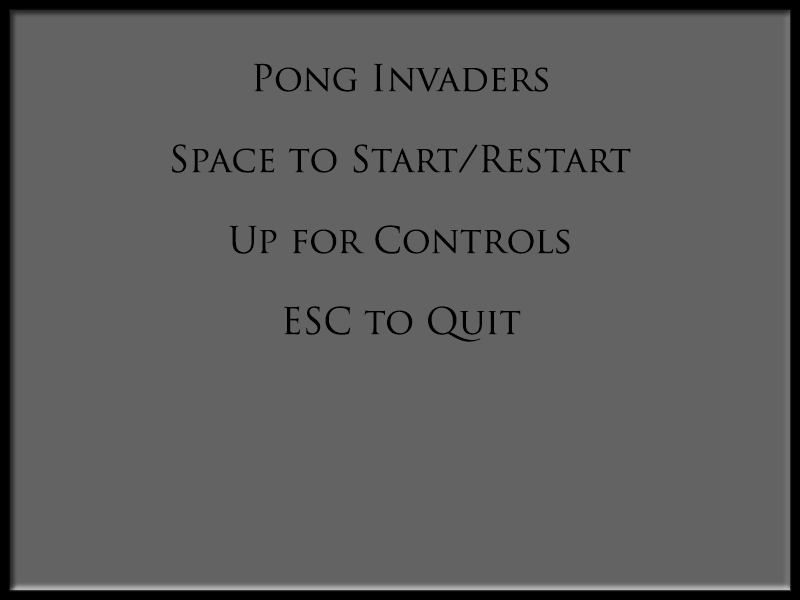 Pong Invaders
Space to Start/Restart
Up for Controls
ESC to Quit